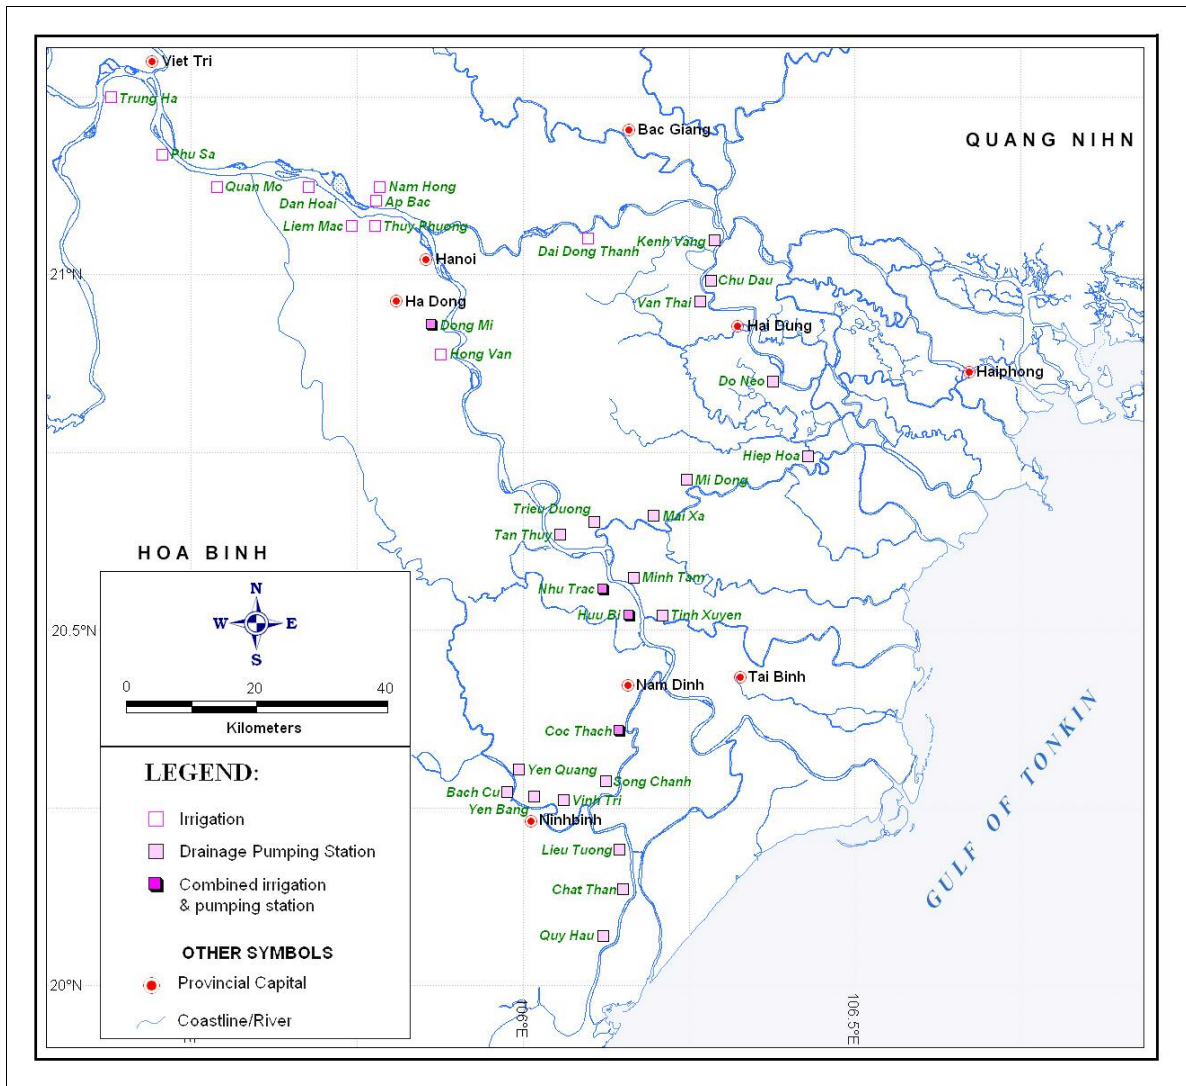 Viet Tri
Trung Ha
Bac Giang
QUANG NIHN
Phu Sa
Quan Mo
Dan Hoai
Nam Hong
Ap Bac
Liem Mac
Thuy Phuong
Dai Dong Thanh
Kenh Vang
Hanoi
21°N
Chu Dau
Ha Dong
Van Thai
Dong Mi
Hai Dung
Hong Van
Do Neo
Haiphong
Hiep Hoa
Mi Dong
Trieu Duong
Mai Xa
Tan Thuy
HOA BINH
Minh Tam
Nhu Trac
Huu Bi
Tinh Xuyen
20.5°N
N
W E
S
Nam Dinh
Tai Binh
0 20 40
Kilometers
Coc Thach
GULF OF TONKIN
Yen Quang
Song Chanh
Bach Cu
Yen Bang
Vinh Tri
Ninhbinh
Lieu Tuong
Chat Than
Quy Hau
LEGEND:
Irrigation
Drainage Pumping Station
Combined irrigation
& pumping station
OTHER SYMBOLS
Provincial Capital
Coastline/River
20°N
106°E
106.5°E